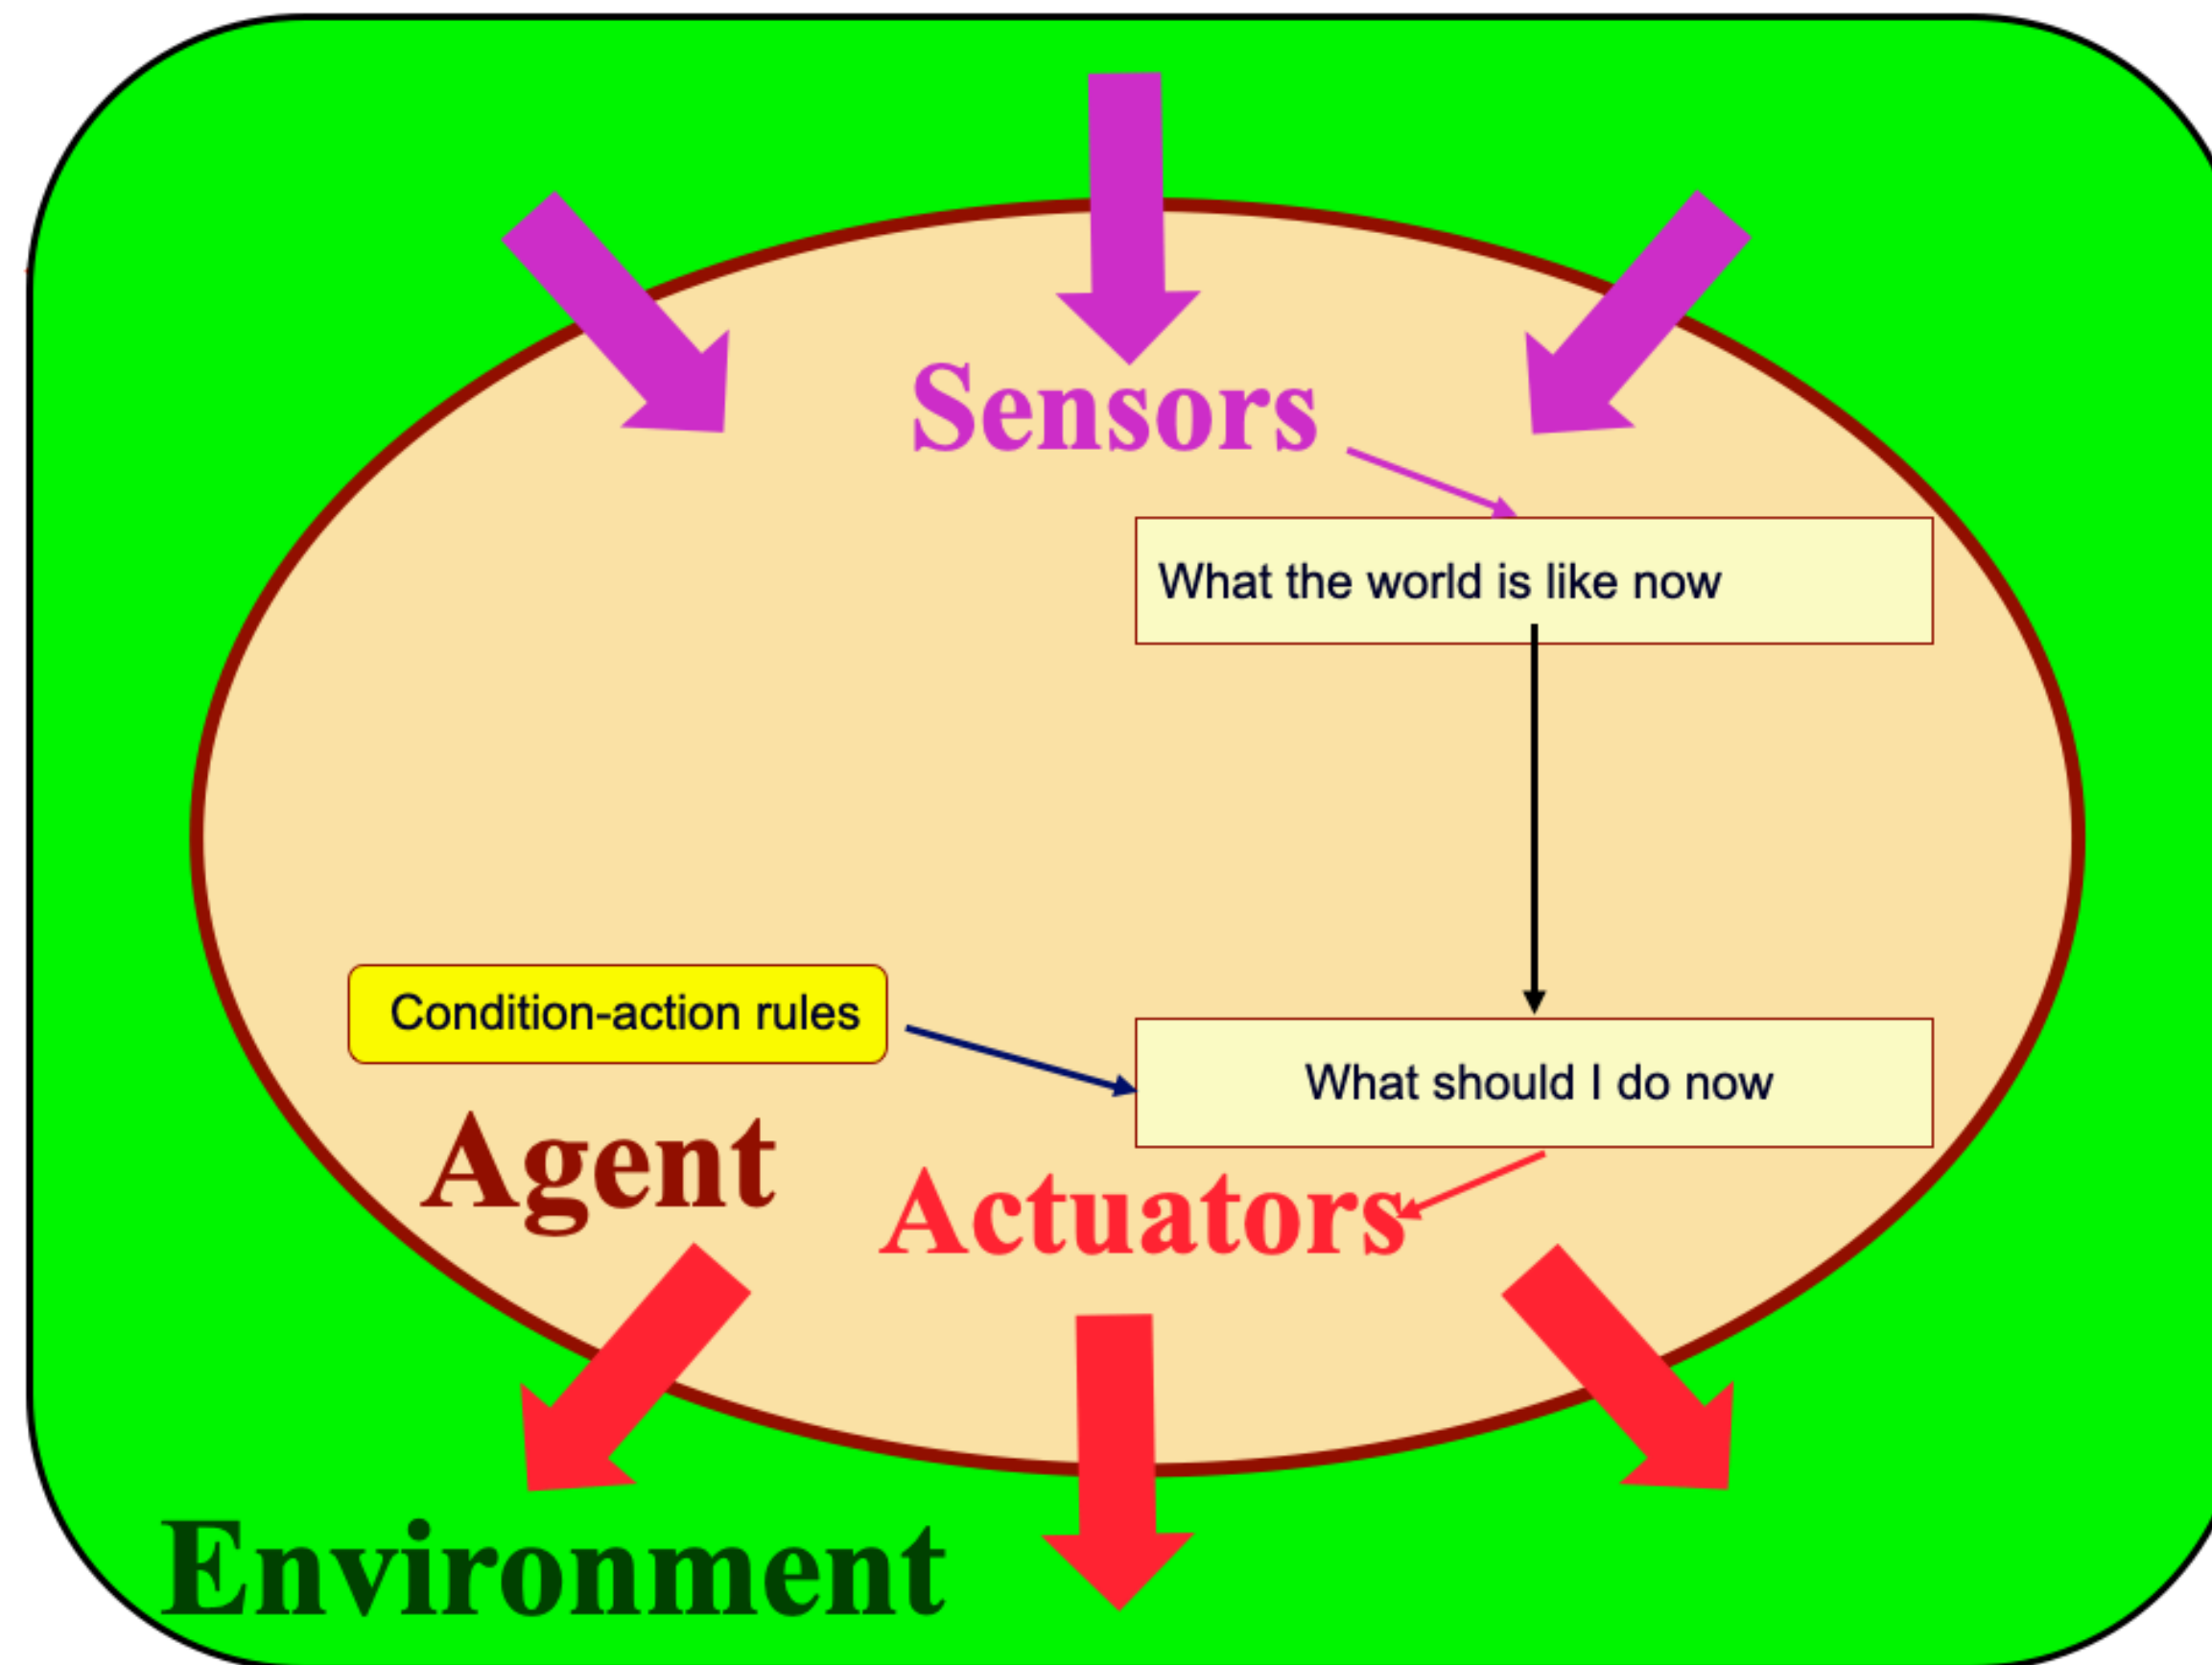 Sensors
What the world is like now
Condition-action rules
What should I do now
Agent
Actuators
Environment